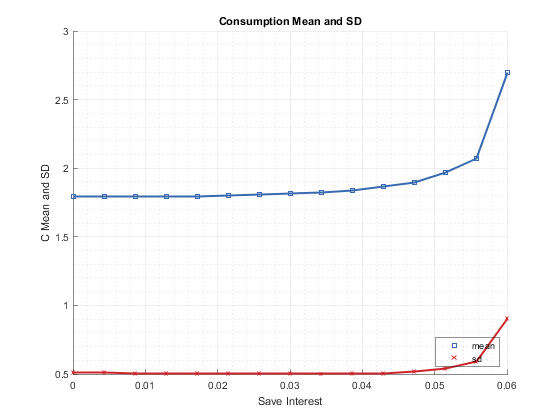 Consumption Mean and SD
3
2.5
2
1.5
1
0.5
C Mean and SD
mean
sd
0 0.01 0.02 0.03 0.04 0.05 0.06
Save Interest